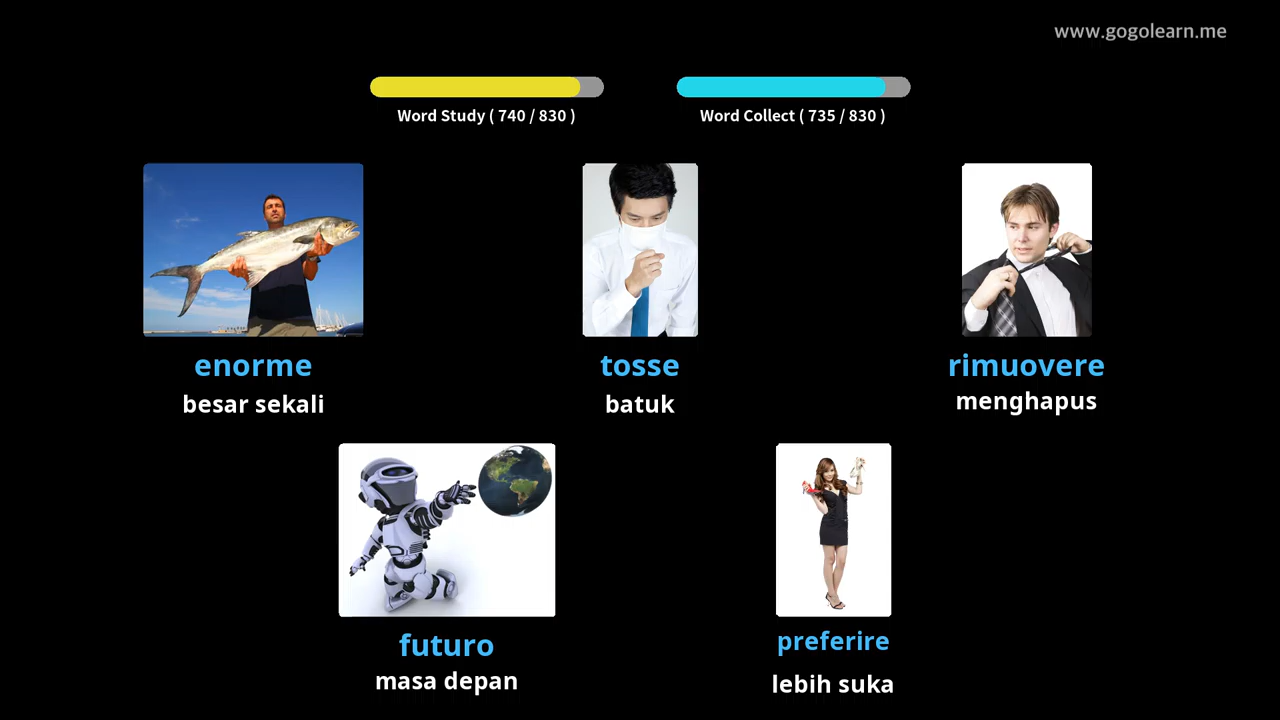 www.gogolearn.me
Word Study ( 740 / 830 )
Word Collect ( 735 / 830 )
enorme
besar sekali
tosse
batuk
rimuovere
menghapus
futuro
masa depan
preferire
lebih suka